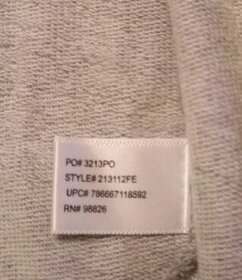 PO# 3213PO
STYLE# 213112FE
UPC# 786667118592
RN# 98826